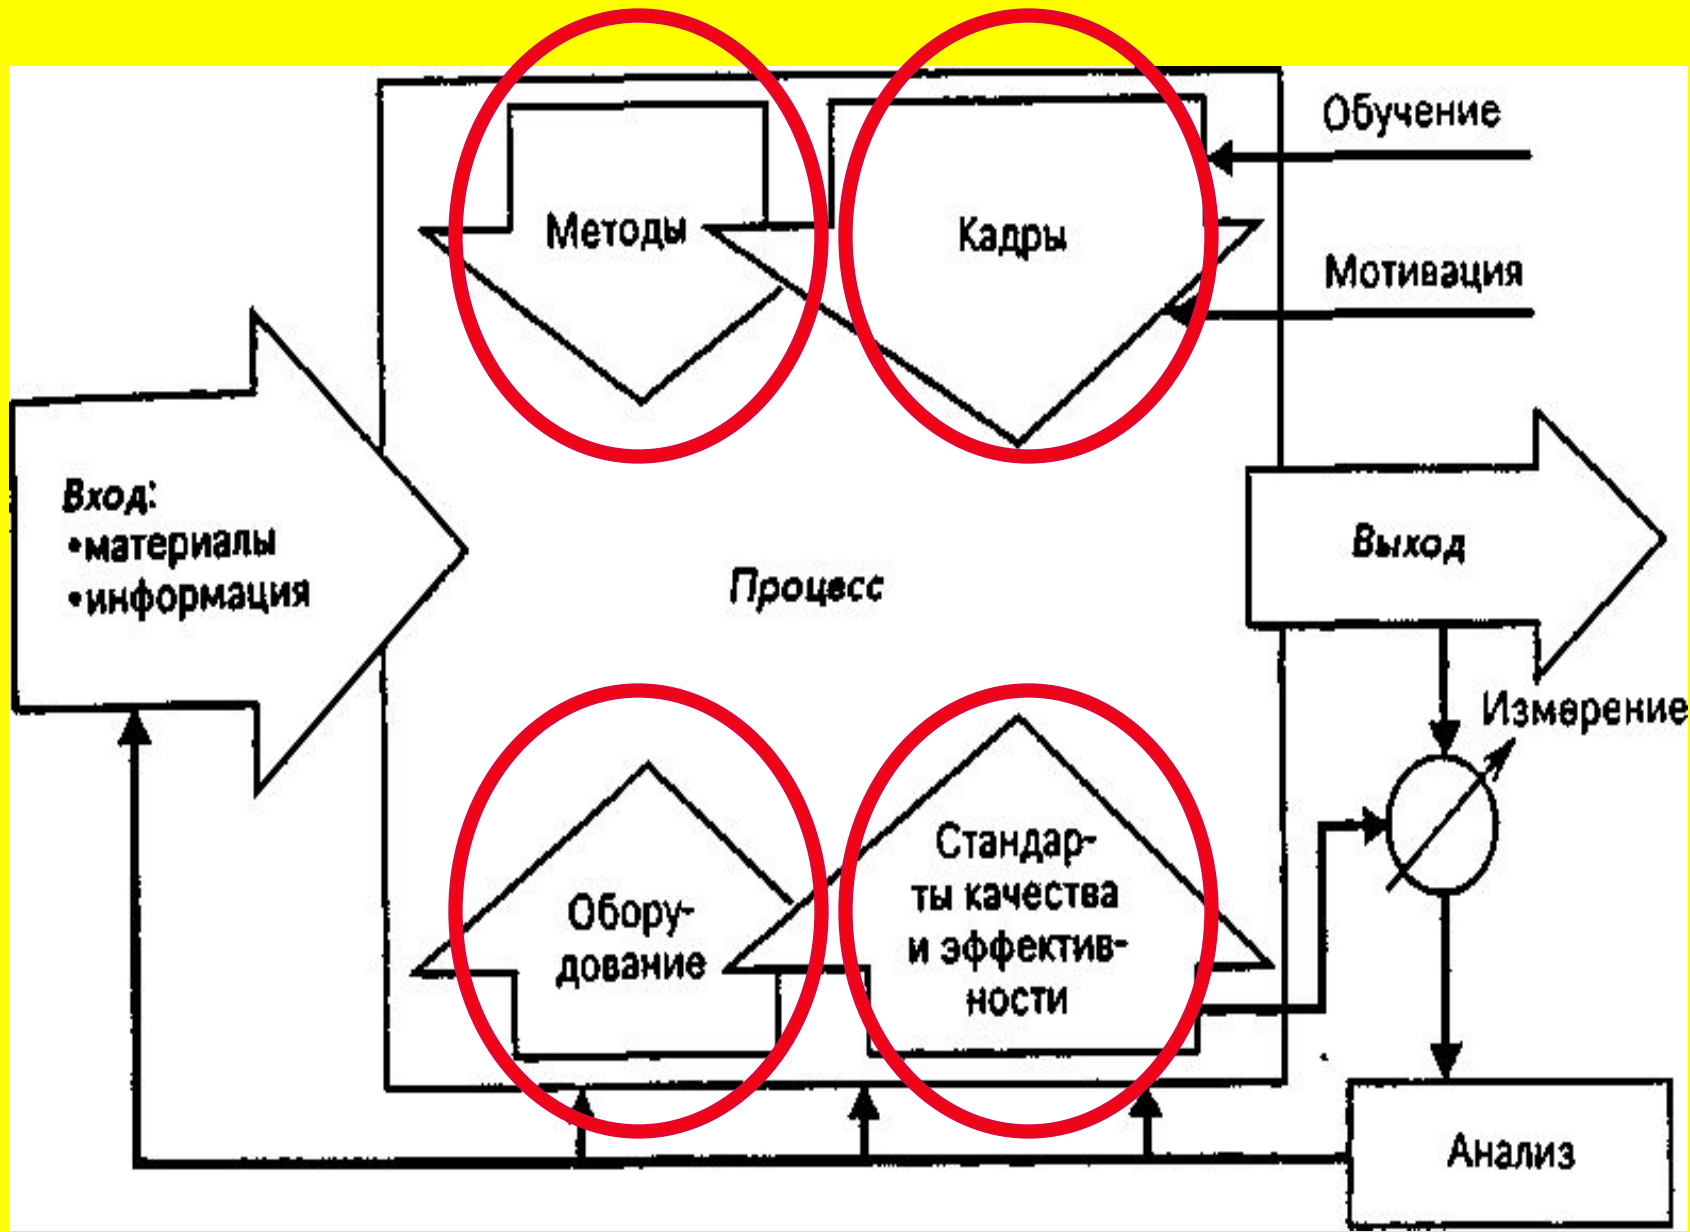 Обучение
Методы
Кадры
Мотивация
Вход:
•материалы
•информация
Выход
Процесс
Измерение
Стандар-
ты качества
и эффектив-
ности
Обору-
дование
Анализ